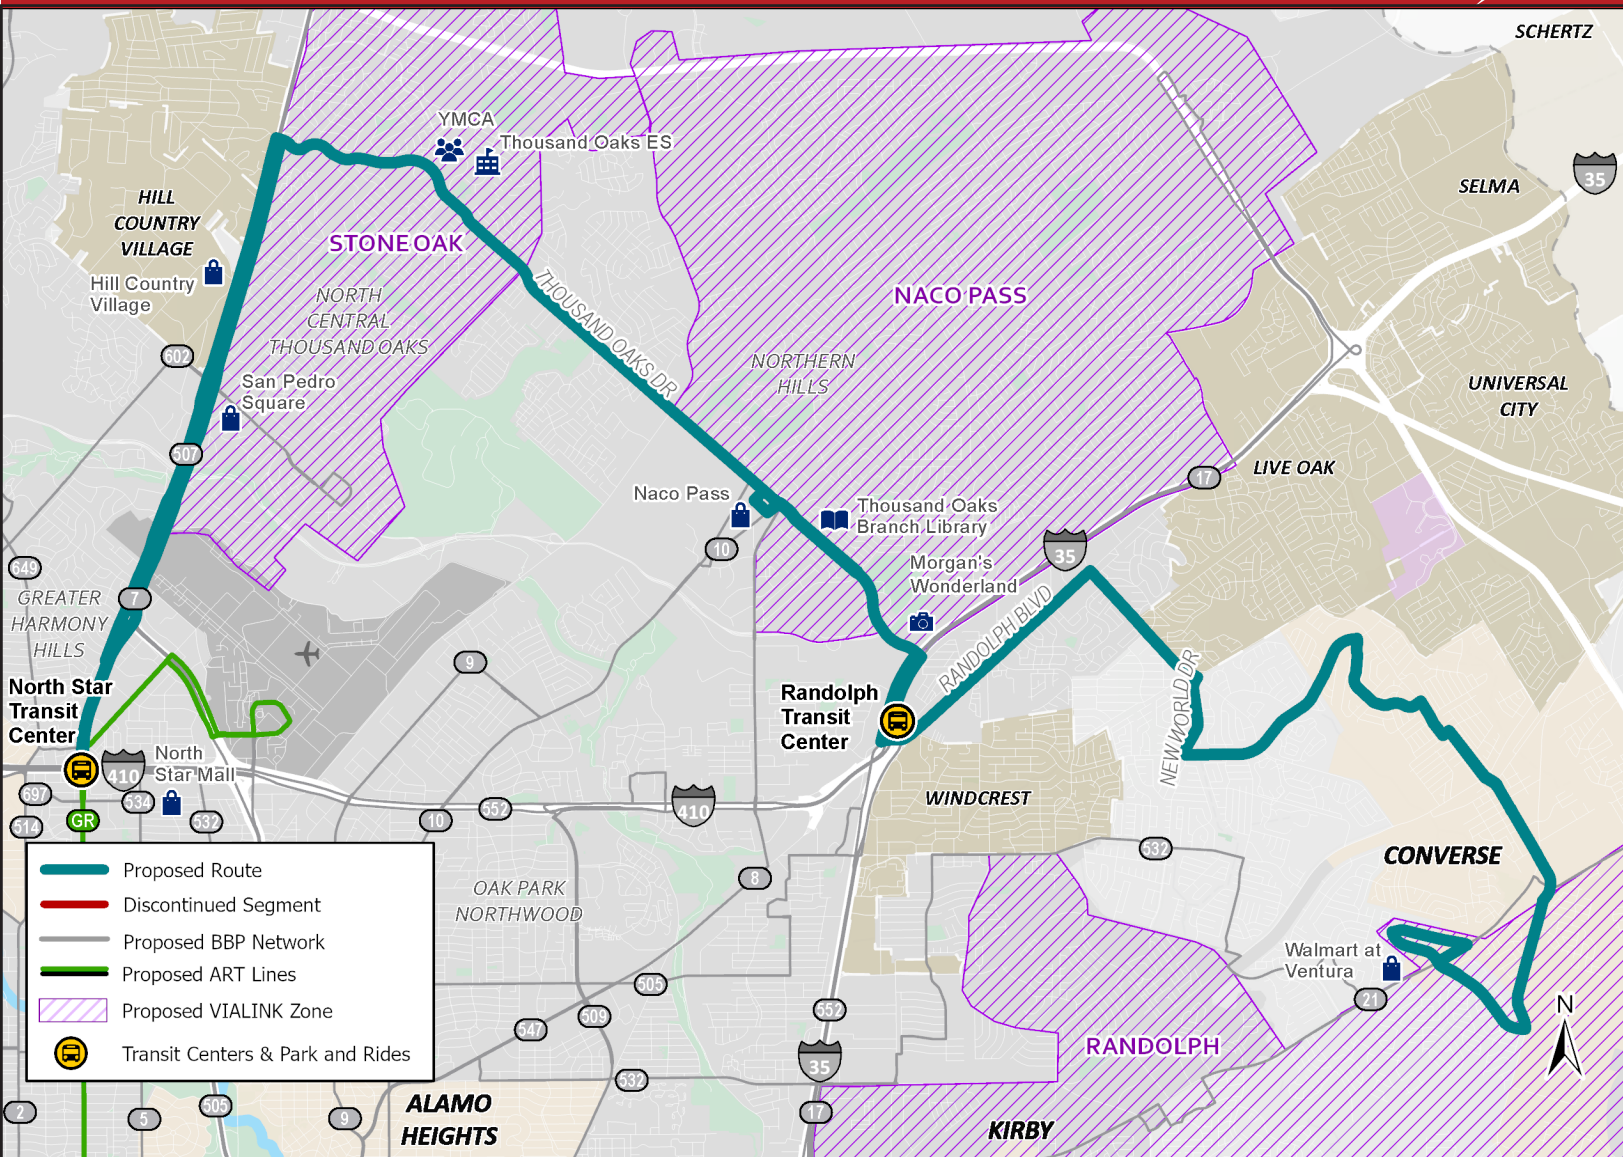 SCHERTZ
YMCA
Thousand Oaks ES
35
SELMA
HILL
COUNTRY
VILLAGE
STONE OAK
Hill Country
Village
NORTH
CENTRAL
THOUSAND OAKS
THOUSAND OAKS DR
NACO PASS
NORTHERN
HILLS
602
San Pedro
Square
UNIVERSAL
CITY
507
LIVE OAK
17
Naco Pass
Thousand Oaks
Branch Library
10
35
Morgan's
Wonderland
649
GREATER
HARMONY
HILLS
7
RANDOLPH BLVD
9
NEW WORLD DR
North Star
Transit
Center
Randolph
Transit
Center
410
North
Star Mall
697
534
514
GR
532
10
552
410
WINDCREST
532
CONVERSE
8
OAK PARK
NORTHWOOD
Proposed Route
Discontinued Segment
Proposed BBP Network
Proposed ART Lines
Proposed VIALINK Zone
Transit Centers & Park and Rides
Walmart at
Ventura
21
N
505
509
547
552
35
RANDOLPH
532
17
2
5
505
9
ALAMO
HEIGHTS
KIRBY